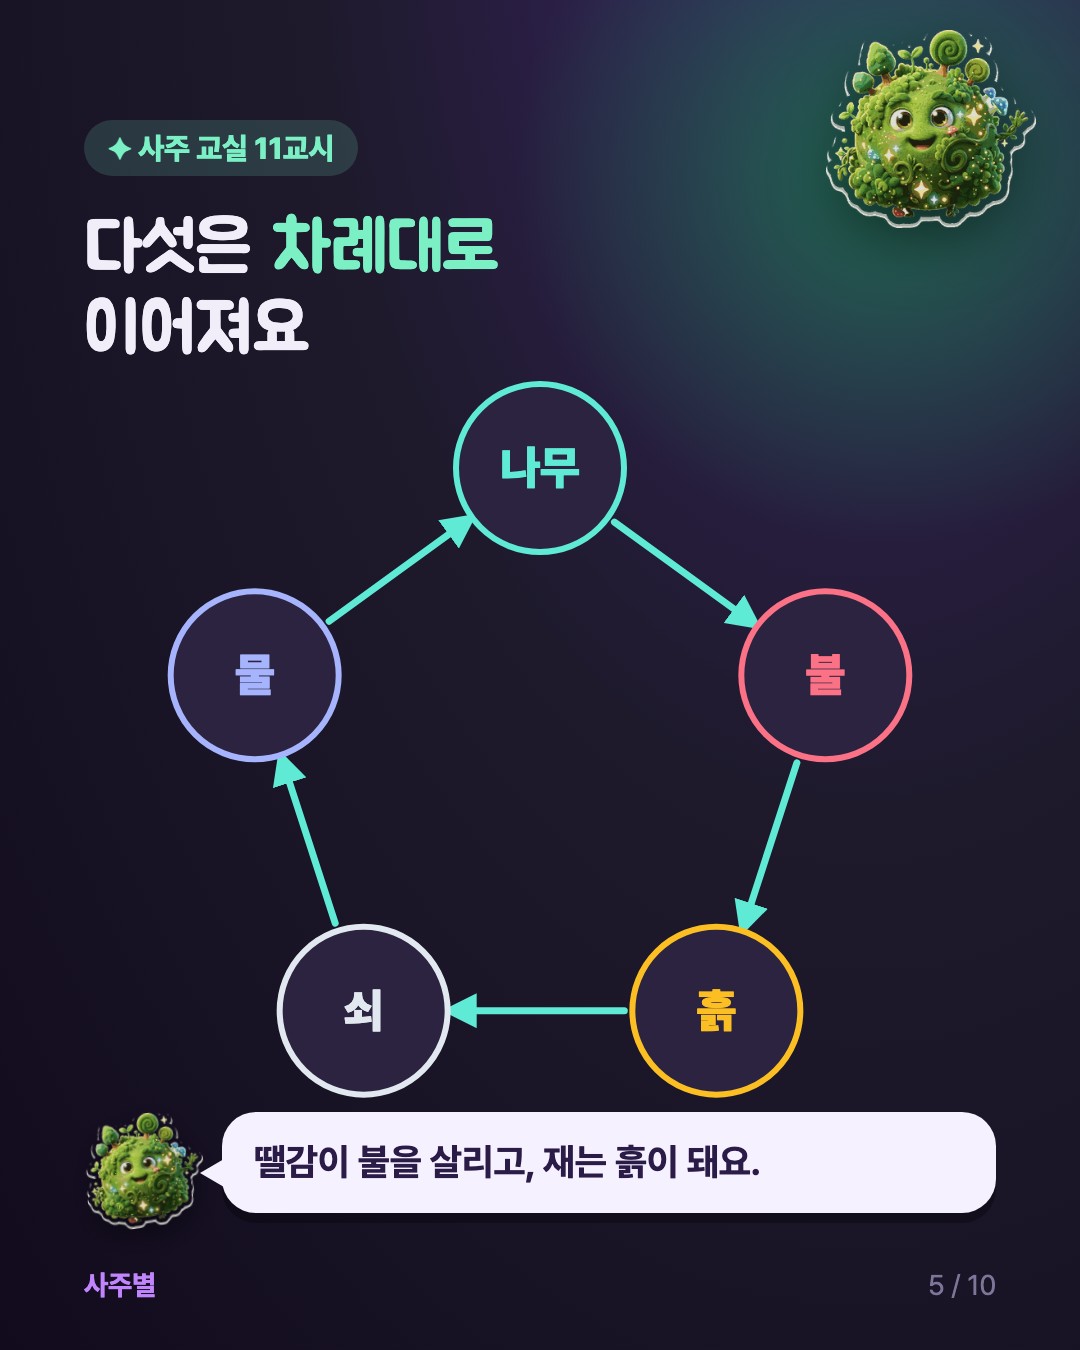 ✦ 사주 교실 11교시
다섯은 차례대로
이어져요
나무
물
불
쇠
흙
땔감이 불을 살리고, 재는 흙이 돼요.
사주별
5 / 10